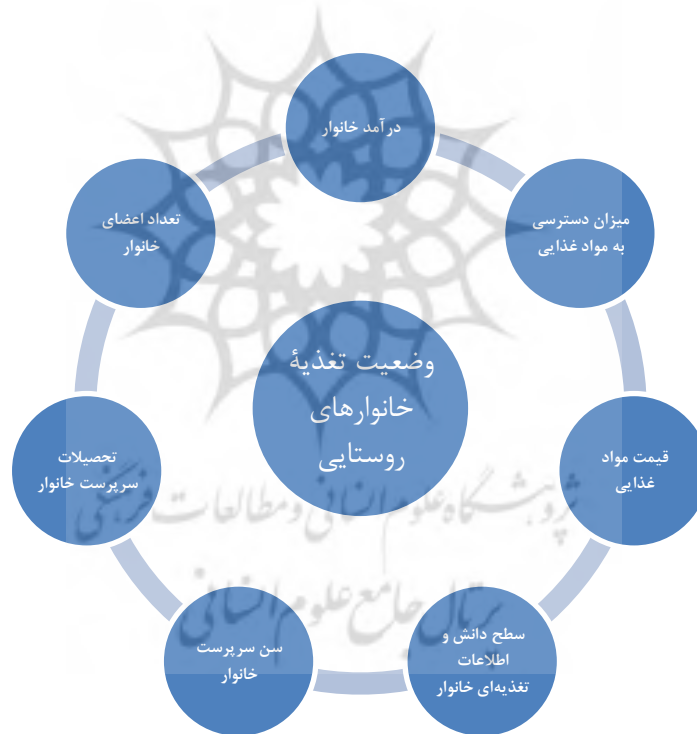 درآمد خانوار
میزان دسترسی
به مواد غذایی
قیمت مواد
غذایی
سطح دانش و
اطلاعات
تغذیه‌ای خانوار
سن سرپرست
خانوار
تحصیلات
سرپرست خانوار
تعداد اعضای
خانوار
وضعیت تغذیهٔ
خانوارهای
روستایی
پژوهشگاه علوم انسانی و مطالعات فرهنگی
پرتال جامع علوم انسانی